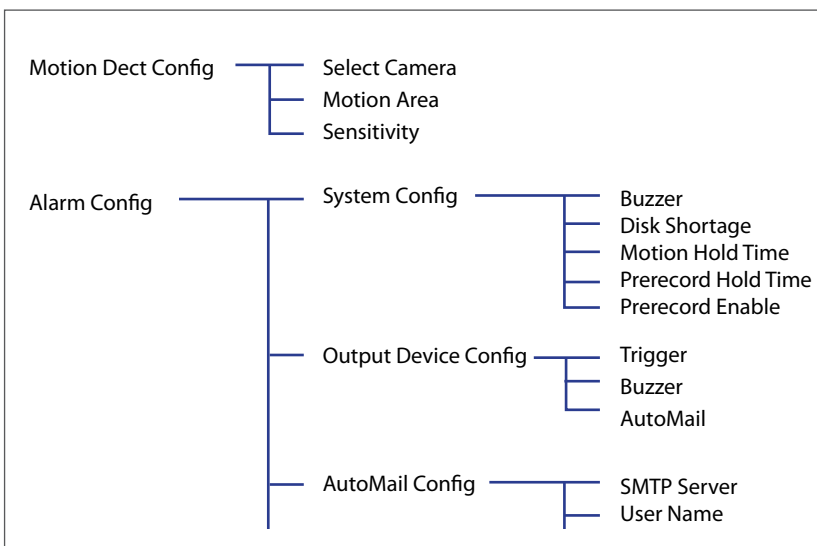 Motion Dect Config
Select Camera
Motion Area
Sensitivity
Alarm Config
System Config
Buzzer
Disk Shortage
Motion Hold Time
Prerecord Hold Time
Prerecord Enable
Output Device Config
Trigger
Buzzer
AutoMail
AutoMail Config
SMTP Server
User Name